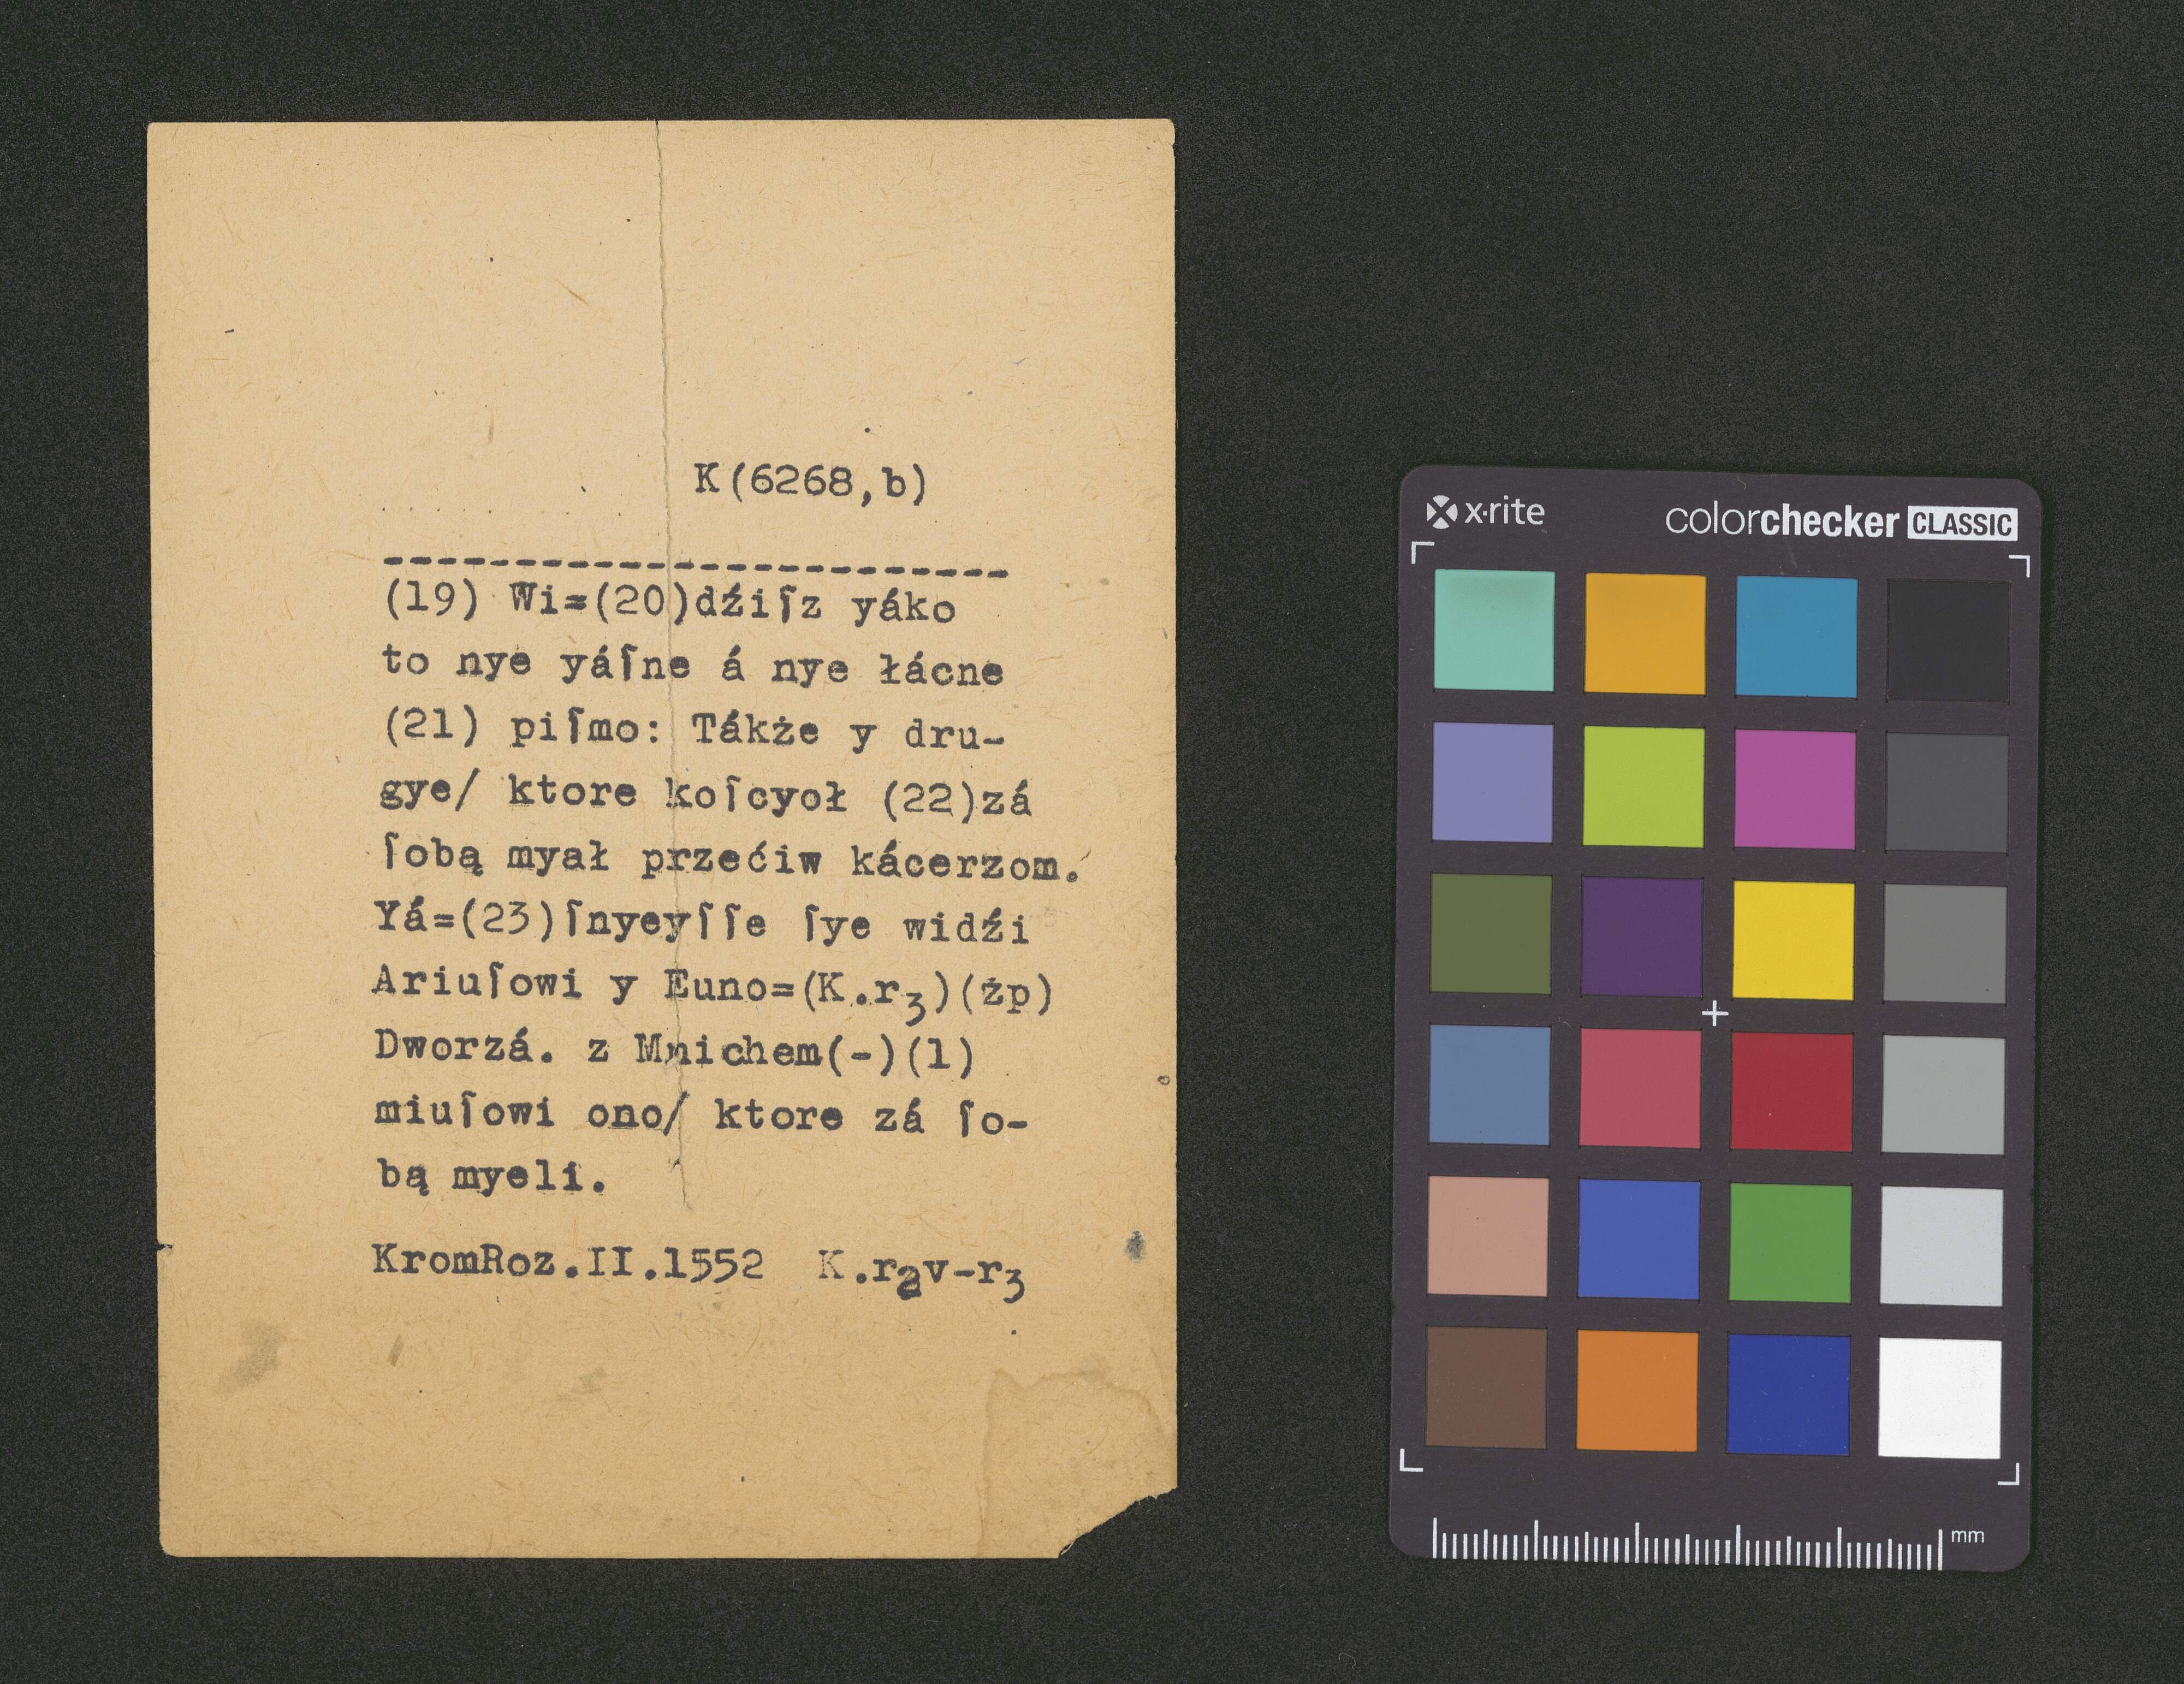 K(6268,b)
-------------------------
(19) Wi=(20)dźiſz yáko
to nye yáſne á nye łácne
(21) piſmo: Tákże y dru-
gye/ ktore koſcyoł (22)zá
ſobą myał przećiw kácerzom.
Yá=(23)ſnyeyſſe ſye widźi
Ariuſowi y Euno=(K.r3)(żp)
Dworzá. z Mnichem(-)(1)
miuſowi ono/ ktore zá ſo-
bą myeli.
KromRoz.II.1552 K.r2v-r3
x·rite colorchecker CLASSIC
mm